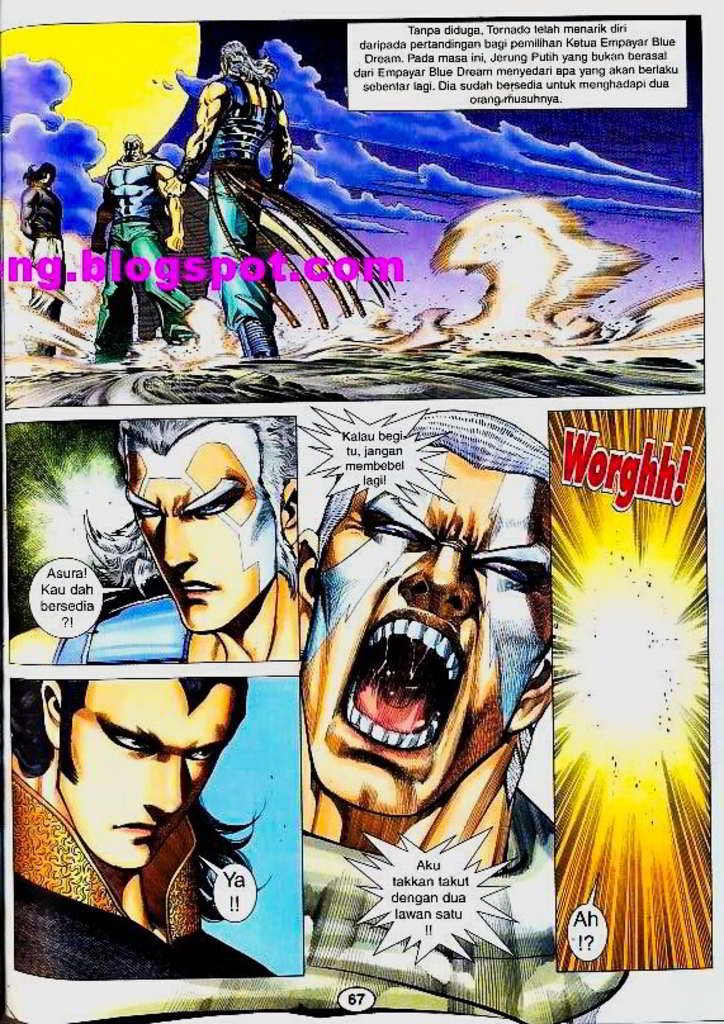 Tanpa diduga, Tornado telah menarik diri
daripada pertandingan bagi pemilihan Ketua Empayar Blue
Dream. Pada masa ini, Jerung Putih yang bukan berasal
dari Empayar Blue Dream menyedari apa yang akan berlaku
sebentar lagi. Dia sudah bersedia untuk menghadapi dua
orang musuhnya.
ng.blogspot.com
Asura!
Kau dah
bersedia
?!
Kalau begi
tu, jangan
membebel
lagi!
Worghh!
Ya
!!
Aku
takkan takut
dengan dua
lawan satu
!!
Ah
!?
67